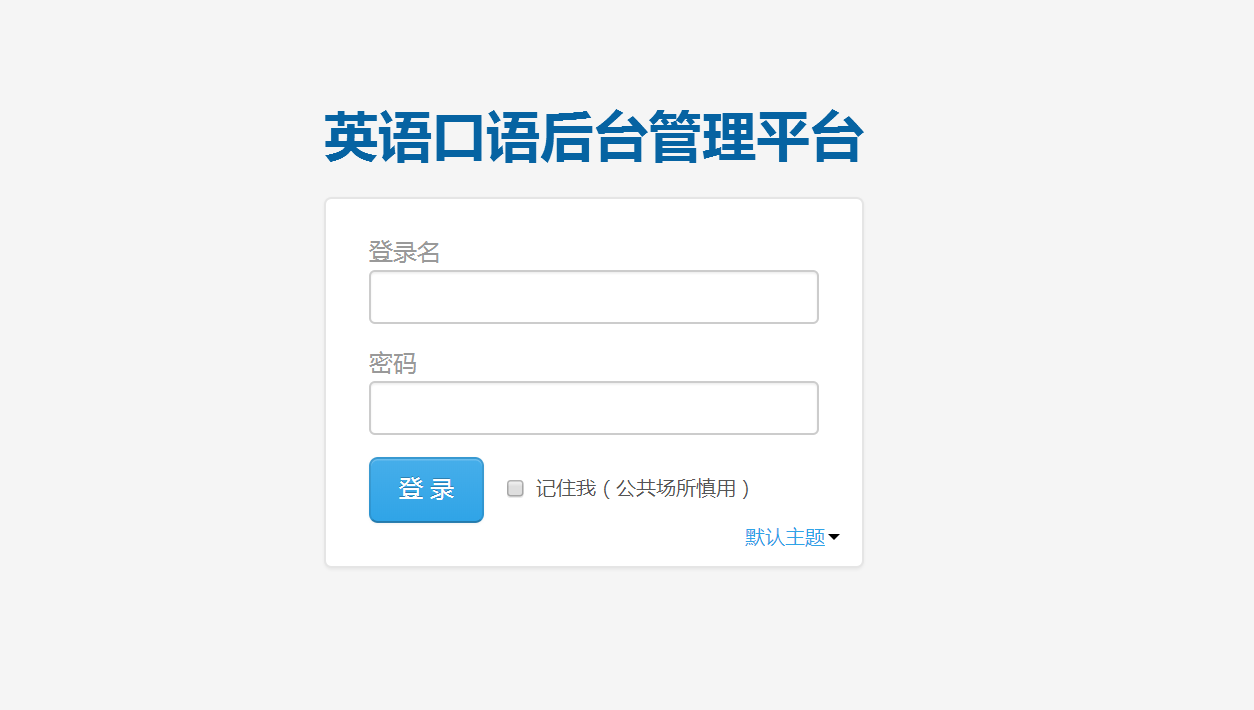 英语口语后台管理平台
登录名
密码
登 录
记住我（公共场所慎用）
默认主题